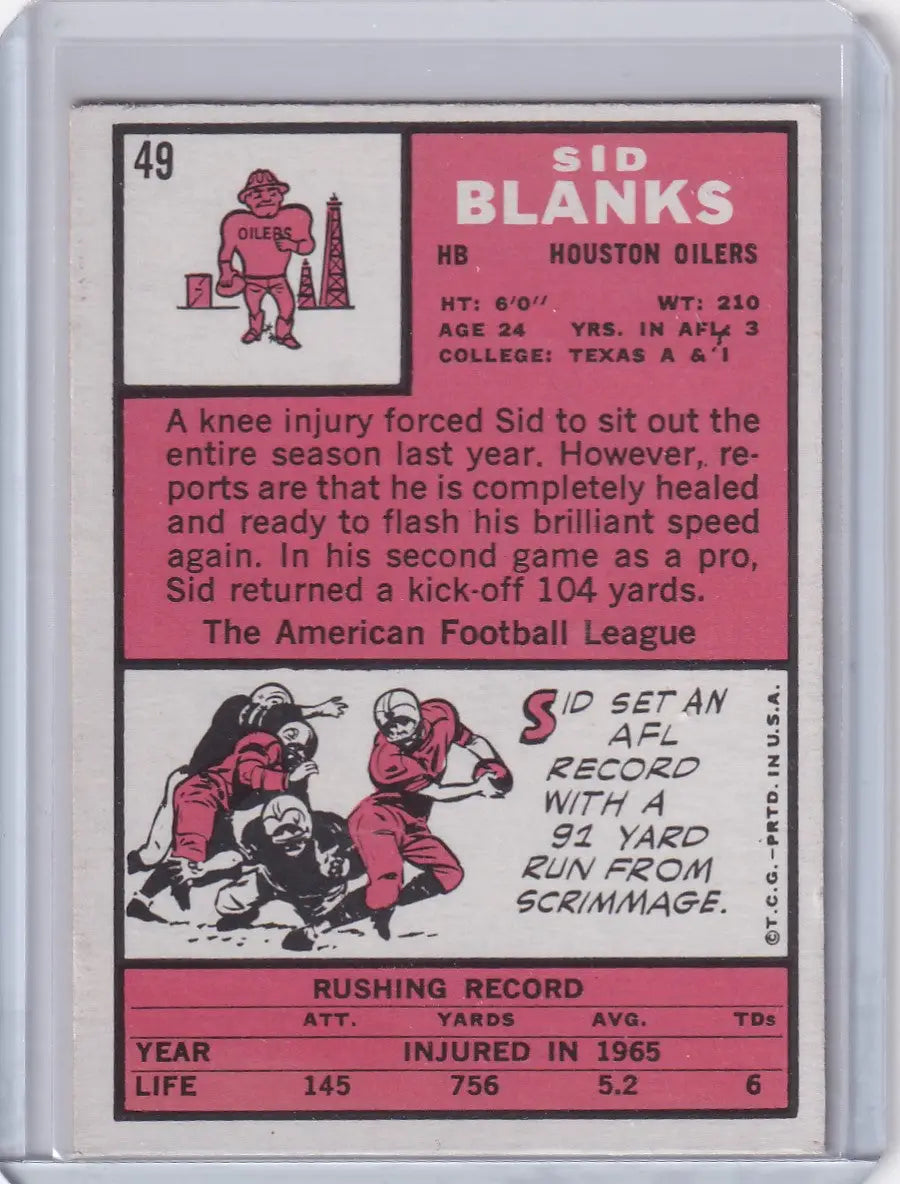 49
OILERS
SID
BLANKS
HB HOUSTON OILERS
HT: 6'0'' WT: 210
AGE 24 YRS. IN AFL: 3
COLLEGE: TEXAS A & I
A knee injury forced Sid to sit out the
entire season last year. However, re-
ports are that he is completely healed
and ready to flash his brilliant speed
again. In his second game as a pro,
Sid returned a kick-off 104 yards.
The American Football League
SID SET AN
AFL
RECORD
WITH A
91 YARD
RUN FROM
SCRIMMAGE.
©T.C.G.–PRTD. IN U.S.A.
RUSHING RECORD
ATT. YARDS AVG. TDs
YEAR INJURED IN 1965
LIFE 145 756 5.2 6